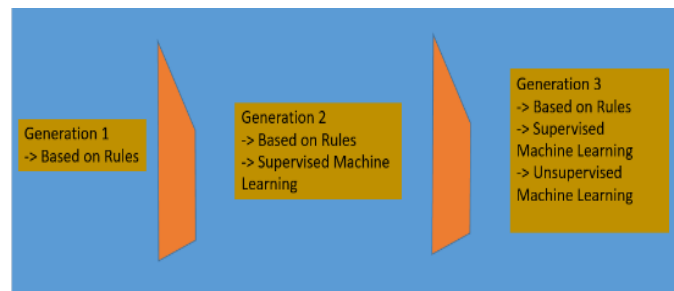 Generation 1
-> Based on Rules
Generation 2
-> Based on Rules
-> Supervised Machine
Learning
Generation 3
-> Based on Rules
-> Supervised
Machine Learning
-> Unsupervised
Machine Learning